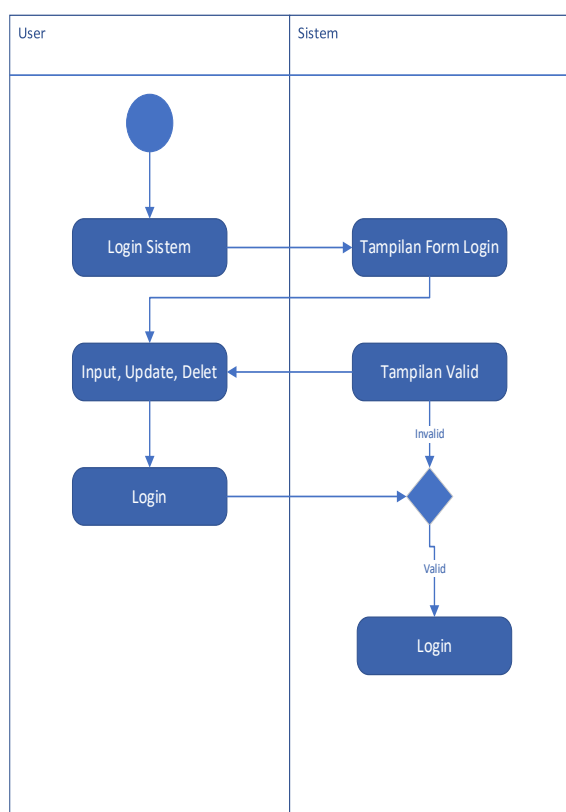 User
Sistem
Login Sistem
Tampilan Form Login
Input, Update, Delet
Tampilan Valid
Invalid
Login
Valid
Login